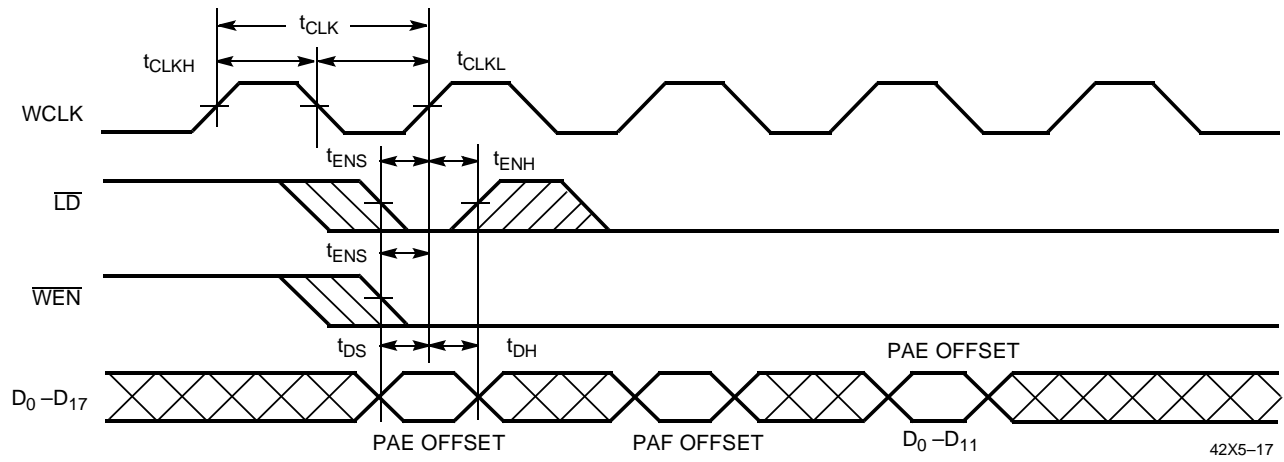 tCLK
tCLKH
tCLKL
WCLK
tENS
tENH
LD
tENS
WEN
tDS
tDH
PAE OFFSET
D0 –D17
PAE OFFSET
PAF OFFSET
D0 –D11
42X5–17